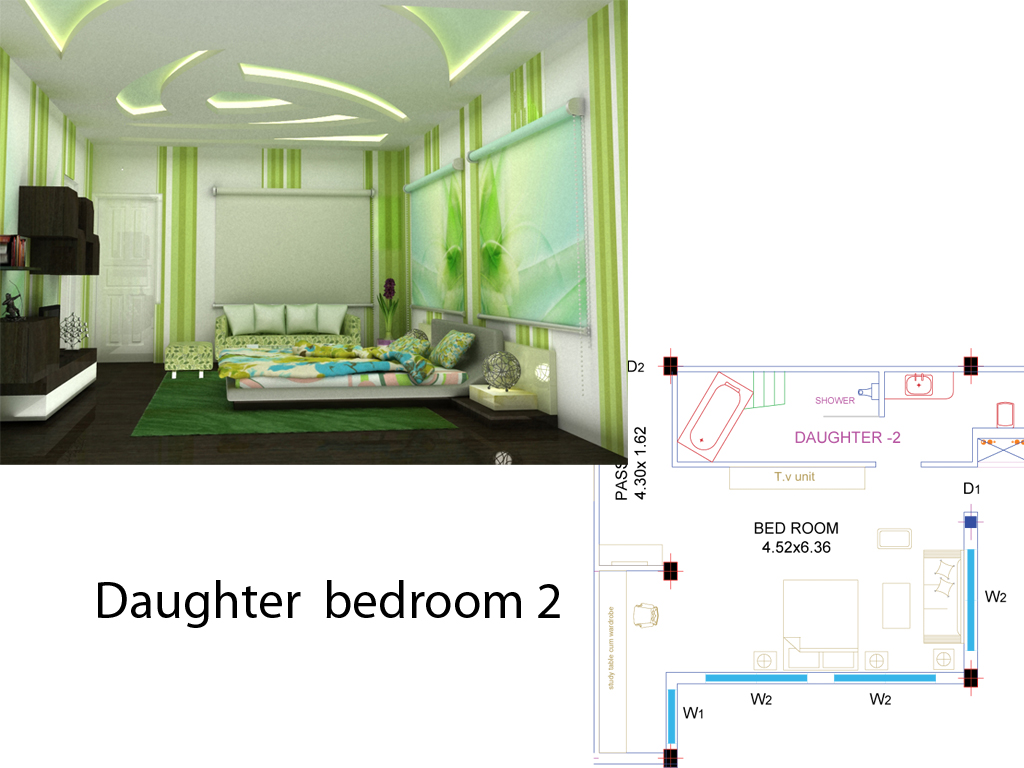 D2
SHOWER
DAUGHTER -2
PASS
4.30x 1.62
T.v unit
D1
BED ROOM
4.52x6.36
Daughter bedroom 2
study table cum wardrobe
W2
W1
W2
W2